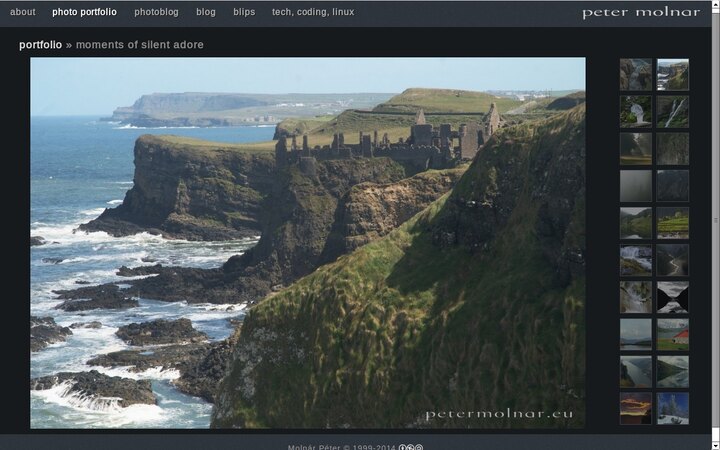 about photo portfolio photoblog blog blips tech, coding, linux peter molnar
portfolio » moments of silent adore
petermolnar.eu
Molnár Péter © 1999-2014